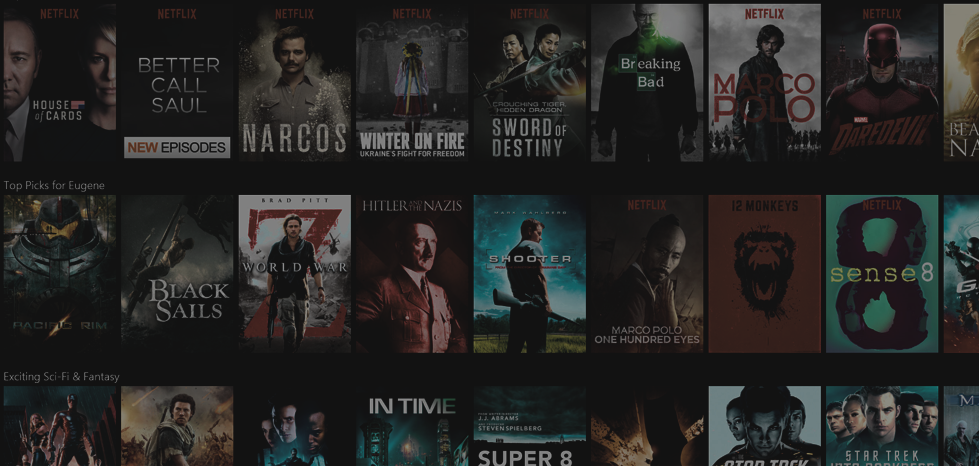 NETFLIX
HOUSE
of CARDS
BETTER
CALL
SAUL
NEW EPISODES
NETFLIX
NARCOS
NETFLIX
WINTER ON FIRE
UKRAINE'S FIGHT FOR FREEDOM
NETFLIX
CROUCHING TIGER,
HIDDEN DRAGON
SWORD OF
DESTINY
Breaking
Bad
NETFLIX
MARCO
POLO
NETFLIX
MARVEL
DAREDEVIL
Top Picks for Eugene
PACIFIC RIM
BLACK
SAILS
BRAD PITT
WORLD WAR
Z
HITLER AND THE NAZIS
MARK WAHLBERG
SHOOTER
NETFLIX
MARCO POLO
ONE HUNDRED EYES
12 MONKEYS
NETFLIX
sense8
Exciting Sci-Fi & Fantasy
IN TIME
J.J. ABRAMS
STEVEN SPIELBERG
SUPER 8
STAR TREK
STAR TREK
INTO DARKNESS